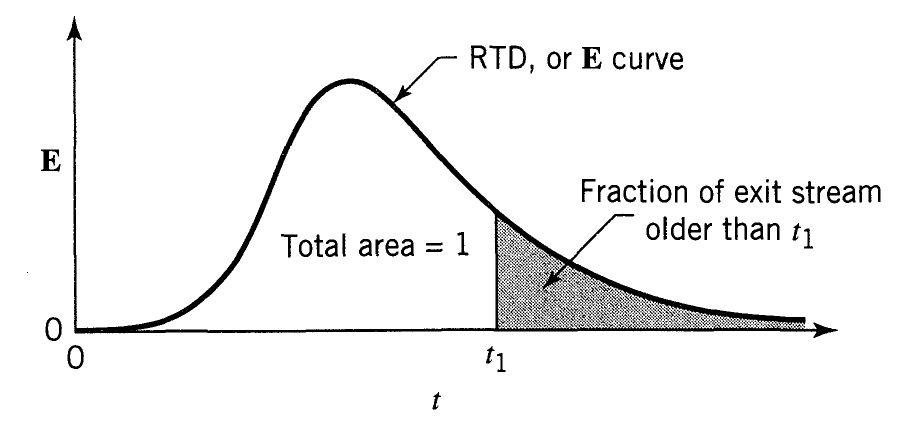 RTD, or E curve
E
Fraction of exit stream
older than t₁
Total area = 1
0
0
t₁
t